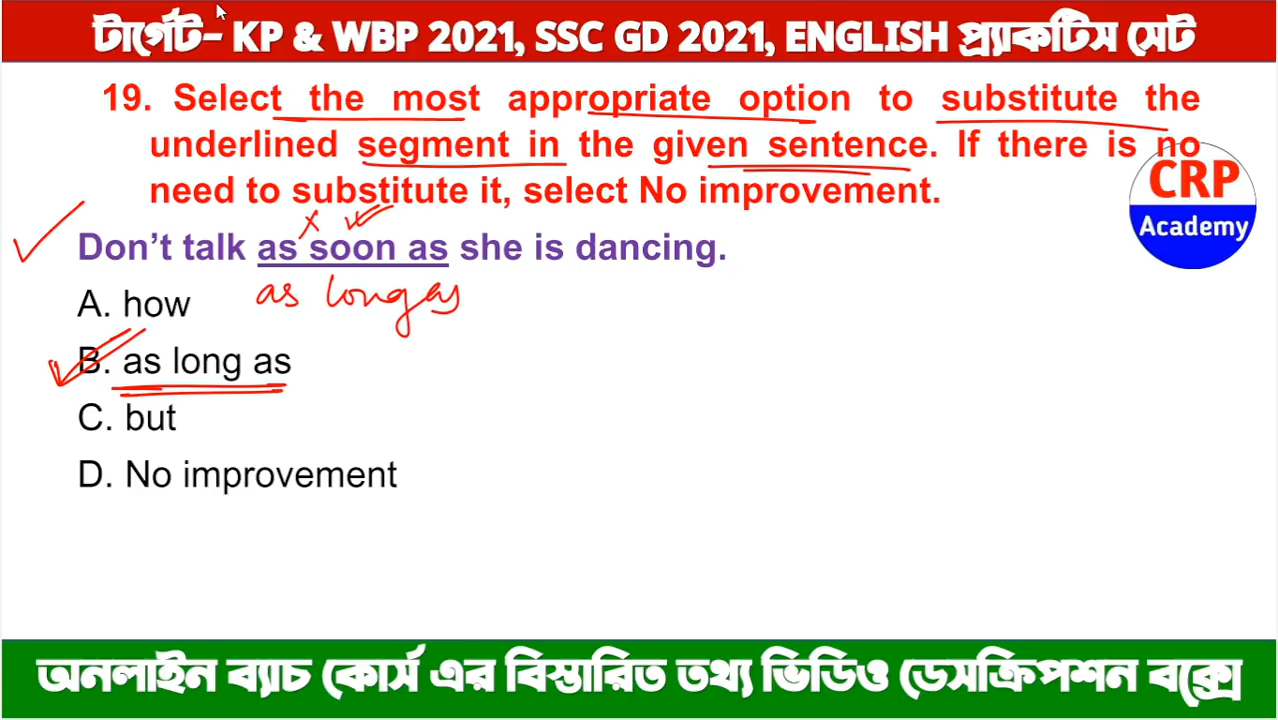 টার্গেট- KP & WBP 2021, SSC GD 2021, ENGLISH প্র্যাকটিস সেট
19. Select the most appropriate option to substitute the
underlined segment in the given sentence. If there is no
need to substitute it, select No improvement.
CRP
Academy
Don't talk as soon as she is dancing.
as long as
A. how
B. as long as
C. but
D. No improvement
অনলাইন ব্যাচ কোর্স এর বিস্তারিত তথ্য ভিডিও ডেসক্রিপশন বক্সে